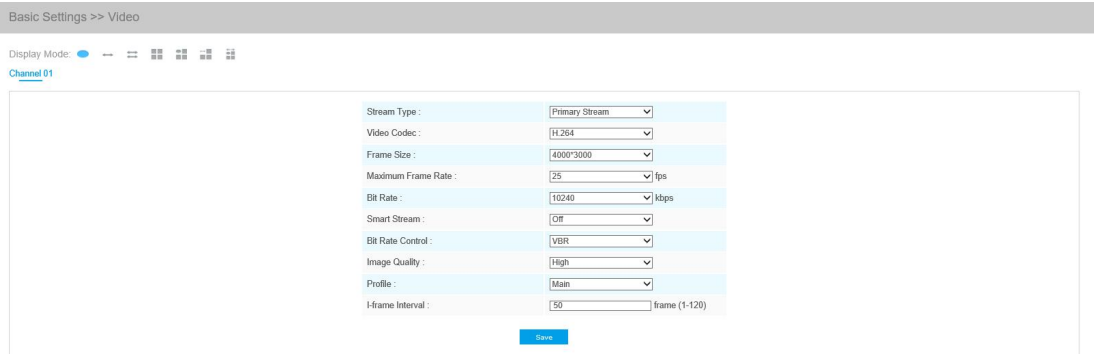 Basic Settings >> Video
Display Mode:
Channel 01
Stream Type : Primary Stream
Video Codec : H.264
Frame Size : 4000*3000
Maximum Frame Rate : 25 fps
Bit Rate : 10240 kbps
Smart Stream : Off
Bit Rate Control : VBR
Image Quality : High
Profile : Main
I-frame Interval : 50 frame (1-120)
Save